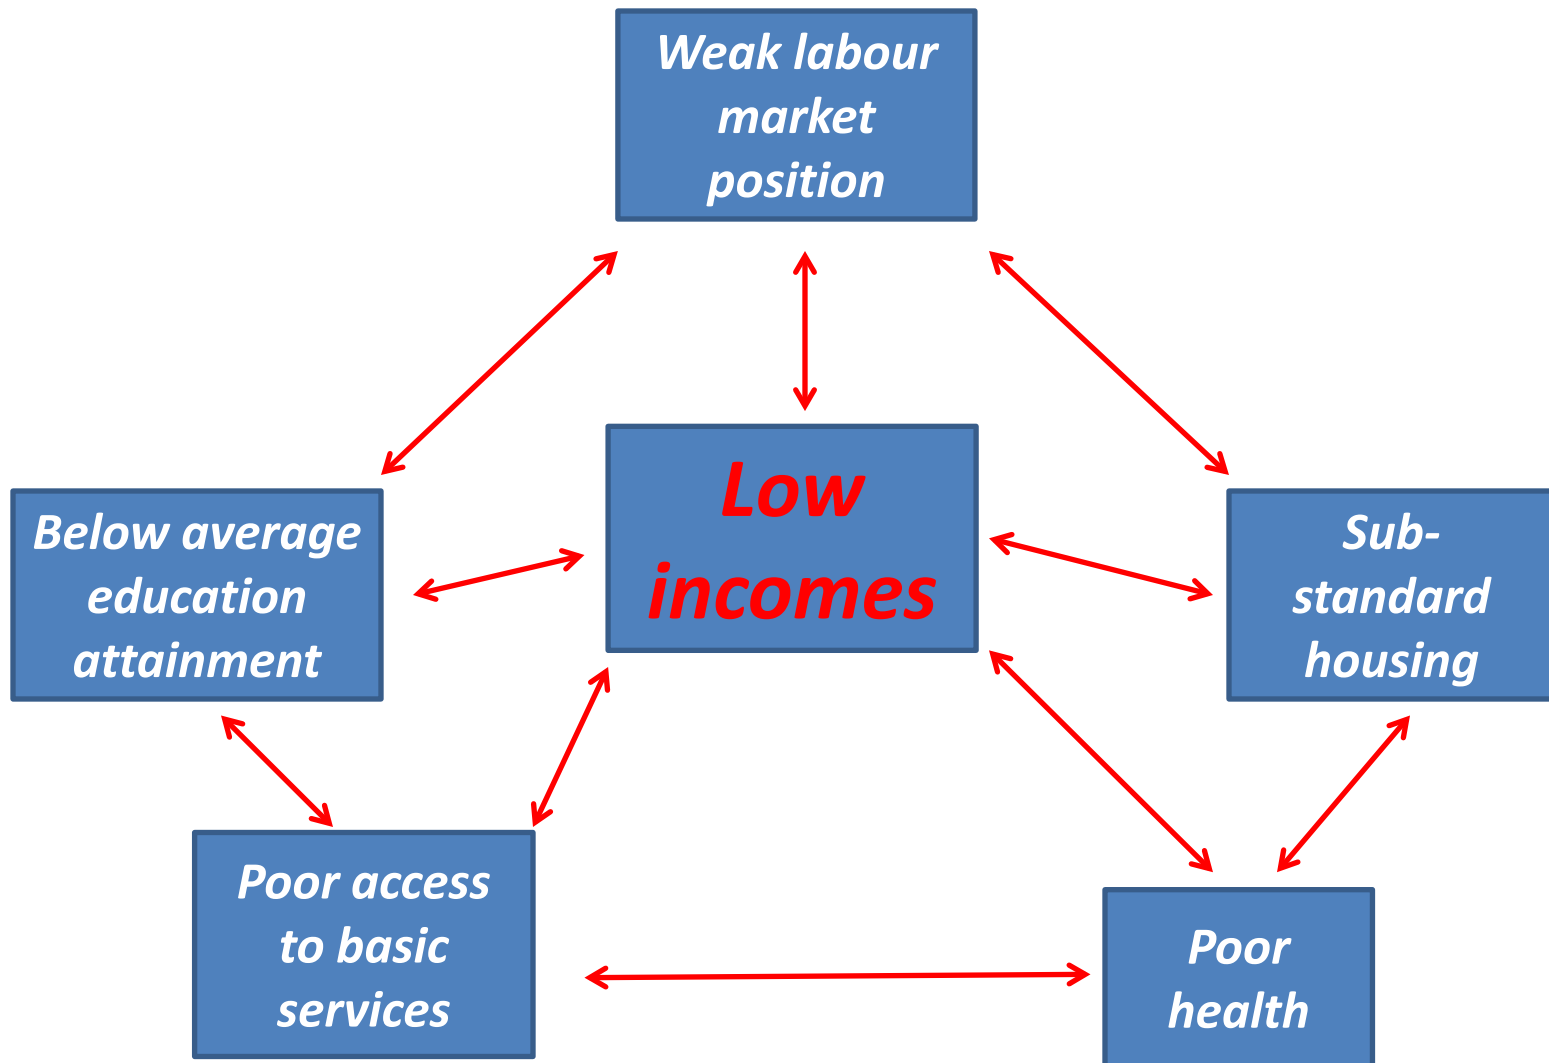 Weak labour
market
position
Low
incomes
Below average
education
attainment
Sub-
standard
housing
Poor access
to basic
services
Poor
health